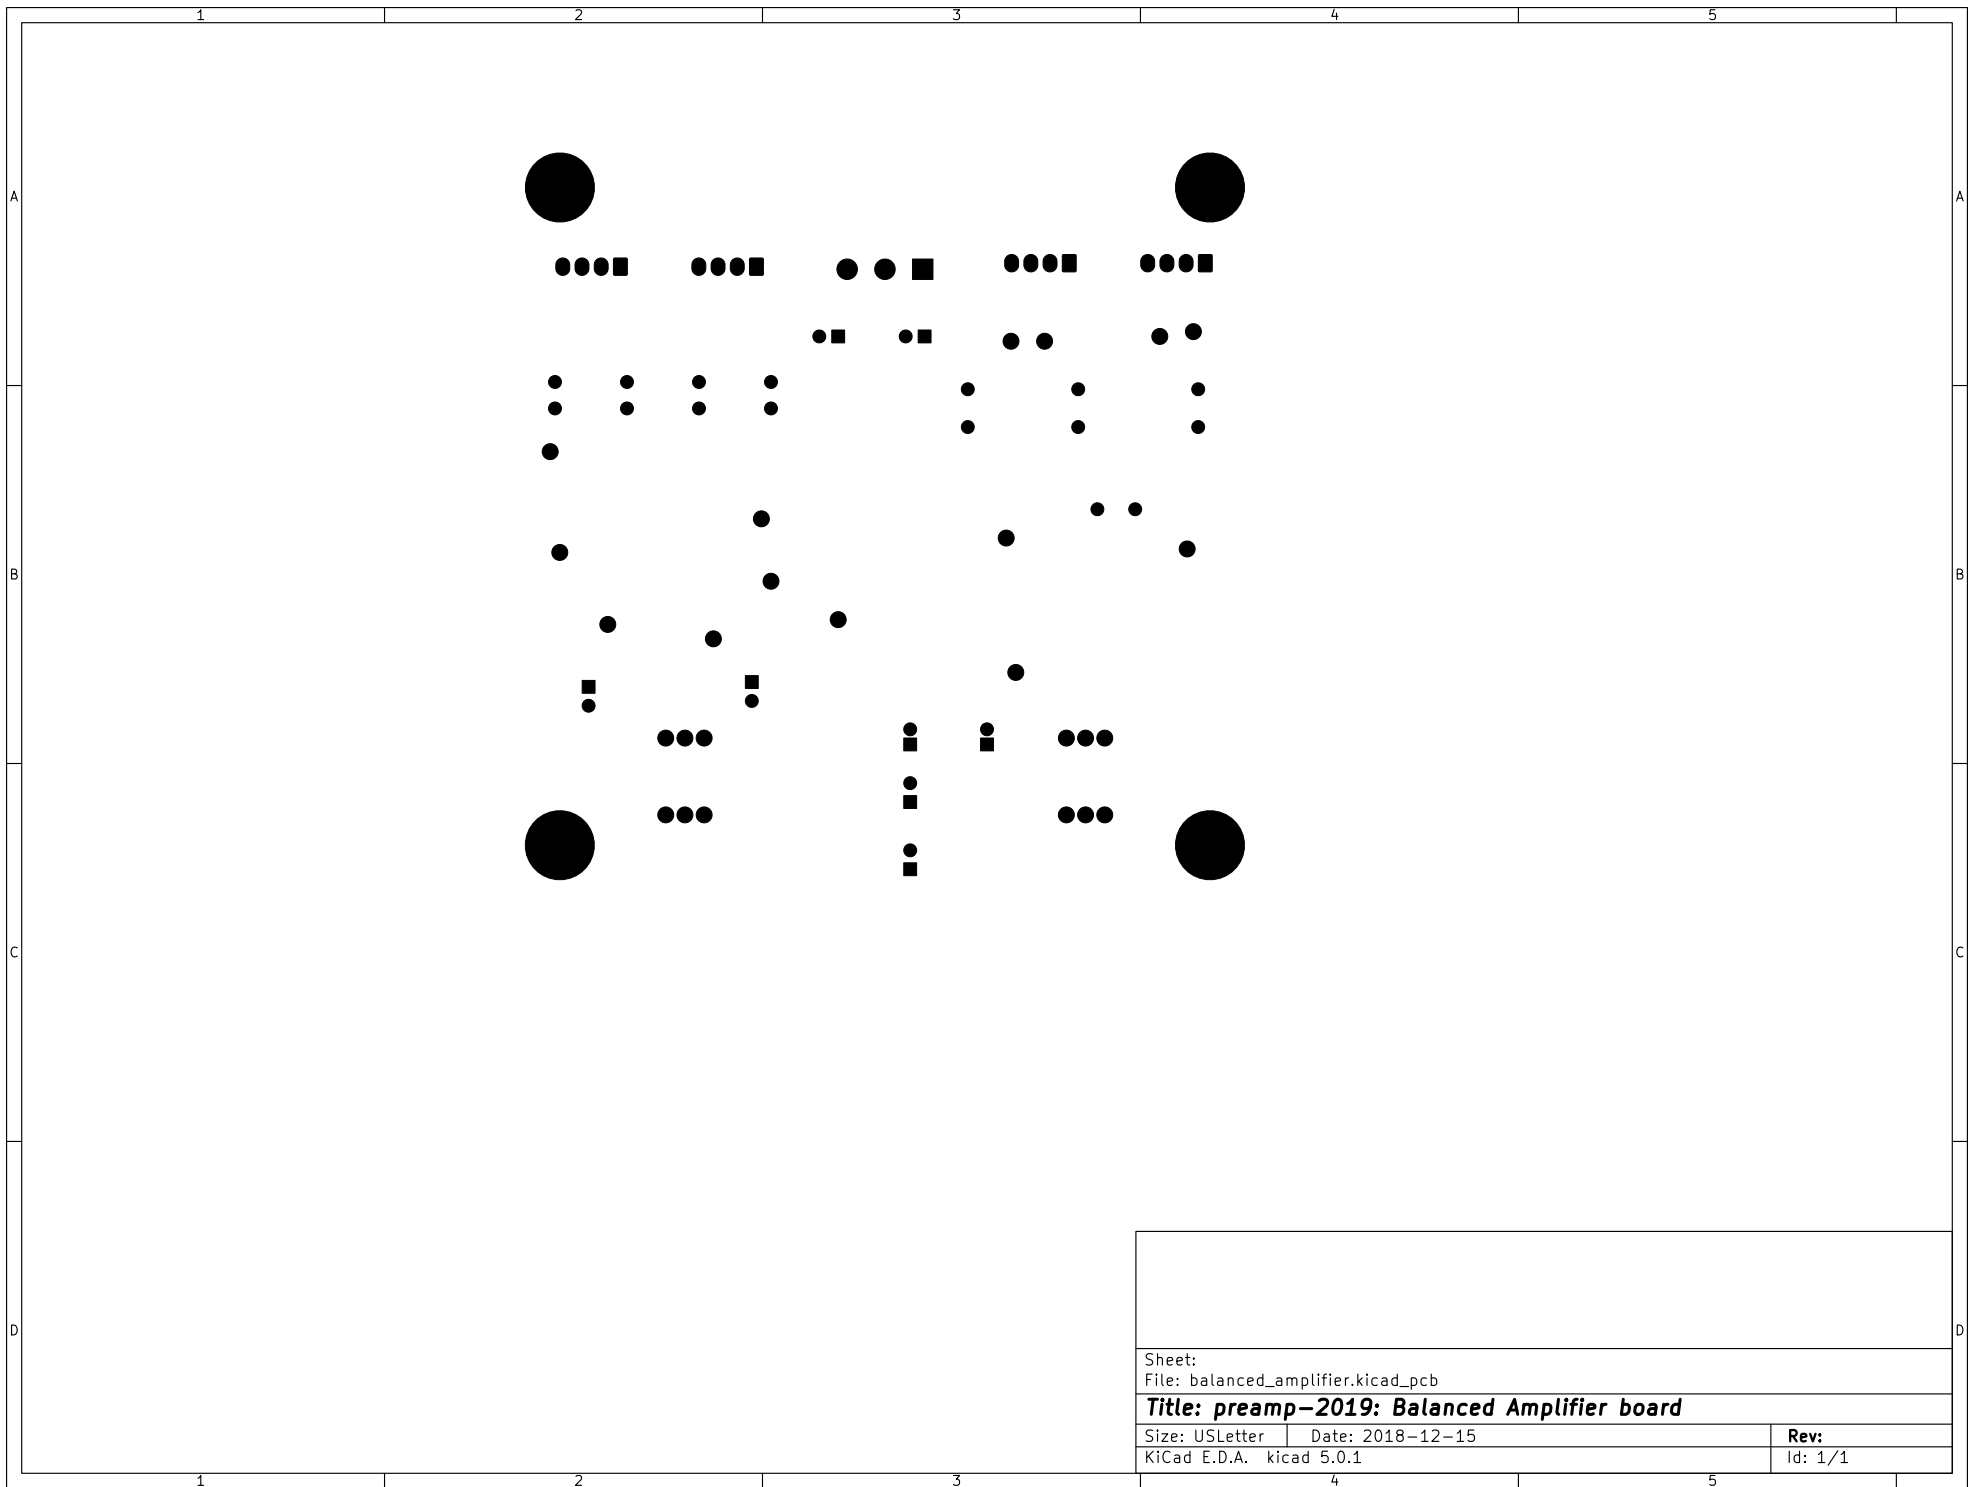 1 2 3 4 5
A A
B B
C C
D D
Sheet:
File: balanced_amplifier.kicad_pcb
Title: preamp-2019: Balanced Amplifier board
Size: USLetter Date: 2018-12-15 Rev:
KiCad E.D.A. kicad 5.0.1 Id: 1/1
1 2 3 4 5